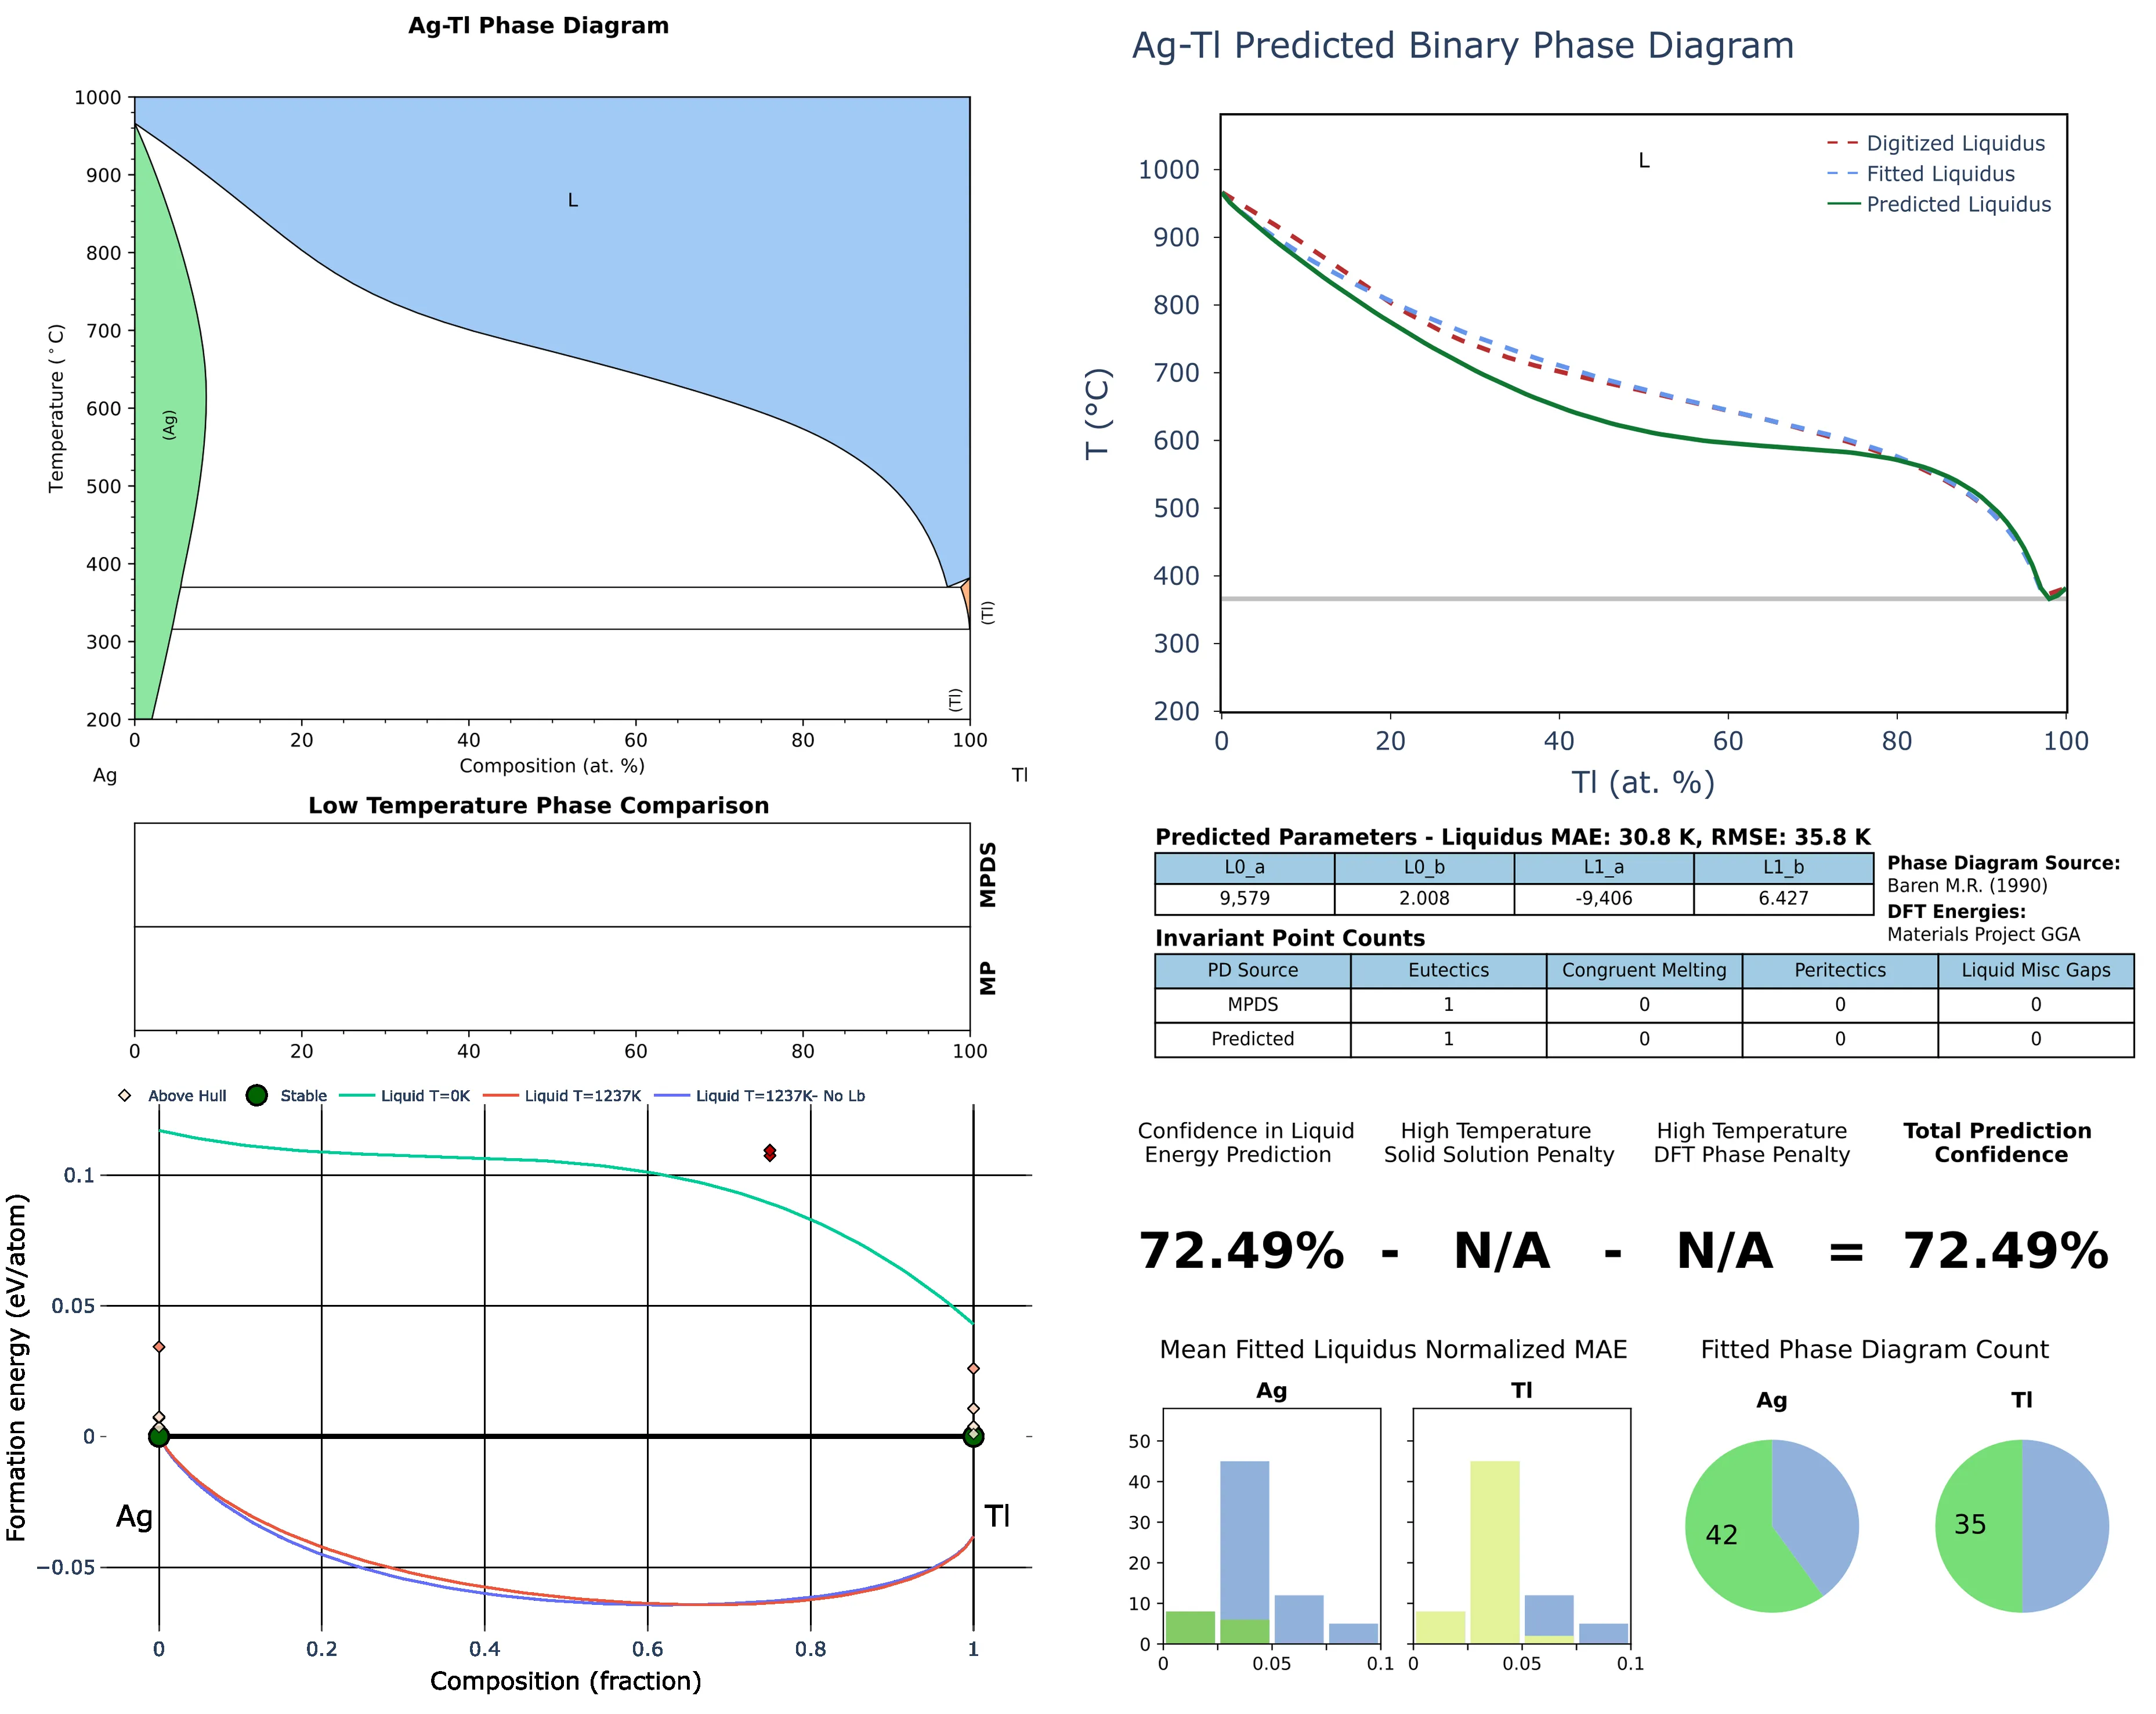 Ag-Tl Phase Diagram
1000
900
800
700
600
500
400
300
200
Temperature (°C)
L
(Ag)
(Tl)
(Tl)
0 20 40 60 80 100
Composition (at. %)
Ag Tl
Low Temperature Phase Comparison
MPDS
MP
0 20 40 60 80 100
Above Hull Stable Liquid T=0K Liquid T=1237K Liquid T=1237K- No Lb
0.1
0.05
0
−0.05
Formation energy (eV/atom)
Ag Tl
0 0.2 0.4 0.6 0.8 1
Composition (fraction)
Ag-Tl Predicted Binary Phase Diagram
L
Digitized Liquidus
Fitted Liquidus
Predicted Liquidus
1000
900
800
700
600
500
400
300
200
T (°C)
0 20 40 60 80 100
Tl (at. %)
Predicted Parameters - Liquidus MAE: 30.8 K, RMSE: 35.8 K
L0_a L0_b L1_a L1_b
9,579 2.008 -9,406 6.427
Phase Diagram Source:
Baren M.R. (1990)
DFT Energies:
Materials Project GGA
Invariant Point Counts
PD Source Eutectics Congruent Melting Peritectics Liquid Misc Gaps
MPDS 1 0 0 0
Predicted 1 0 0 0
Confidence in Liquid
Energy Prediction
High Temperature
Solid Solution Penalty
High Temperature
DFT Phase Penalty
Total Prediction
Confidence
72.49% - N/A - N/A = 72.49%
Mean Fitted Liquidus Normalized MAE
Ag Tl
50
40
30
20
10
0
0 0.05 0.1 0 0.05 0.1
Fitted Phase Diagram Count
Ag Tl
42 35